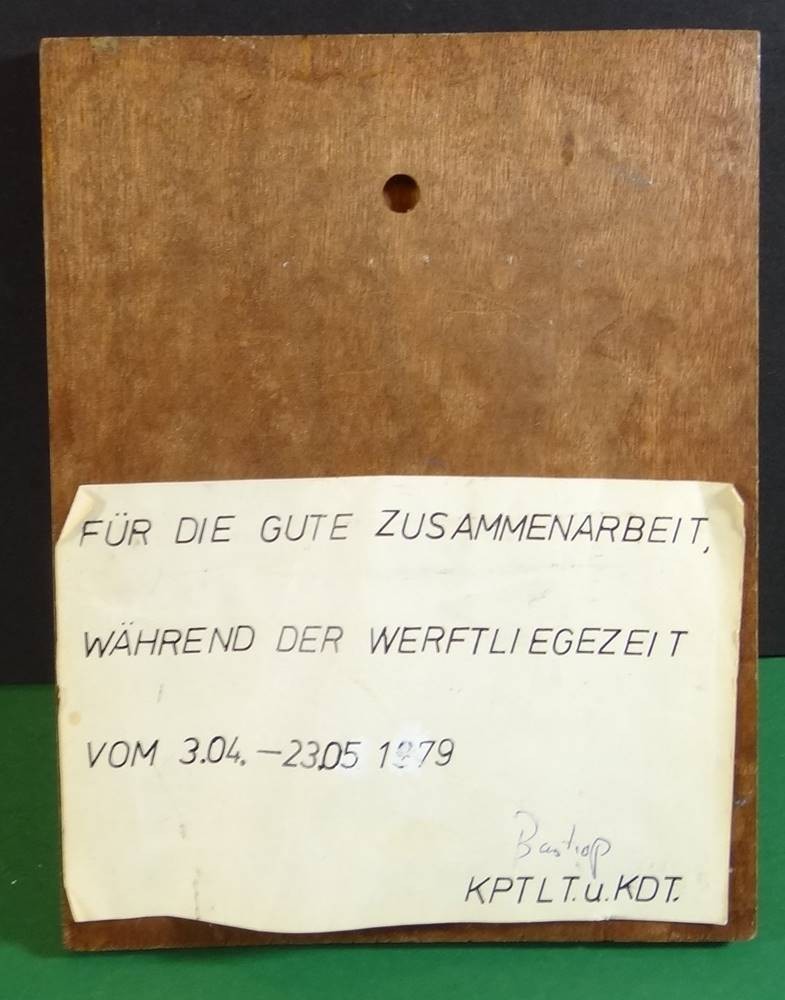 FÜR DIE GUTE ZUSAMMENARBEIT,
WÄHREND DER WERFTLIEGEZEIT
VOM 3.04. – 23.05 1979
KPTLT. u. KDT.